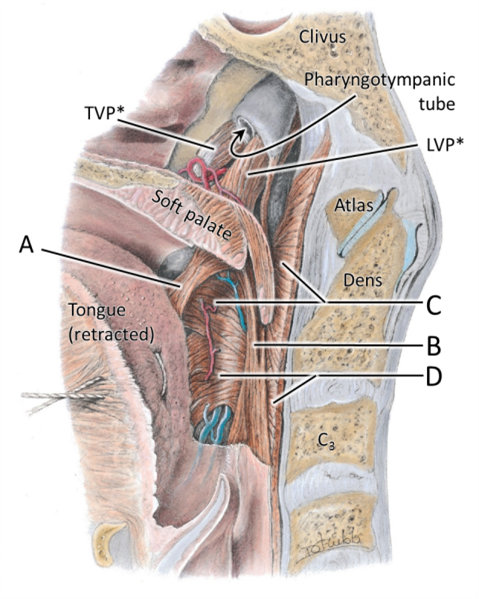 Clivus
Pharyngotympanic
tube
TVP*
LVP*
Soft palate
Atlas
A
Dens
Tongue
(retracted)
C
B
D
C3